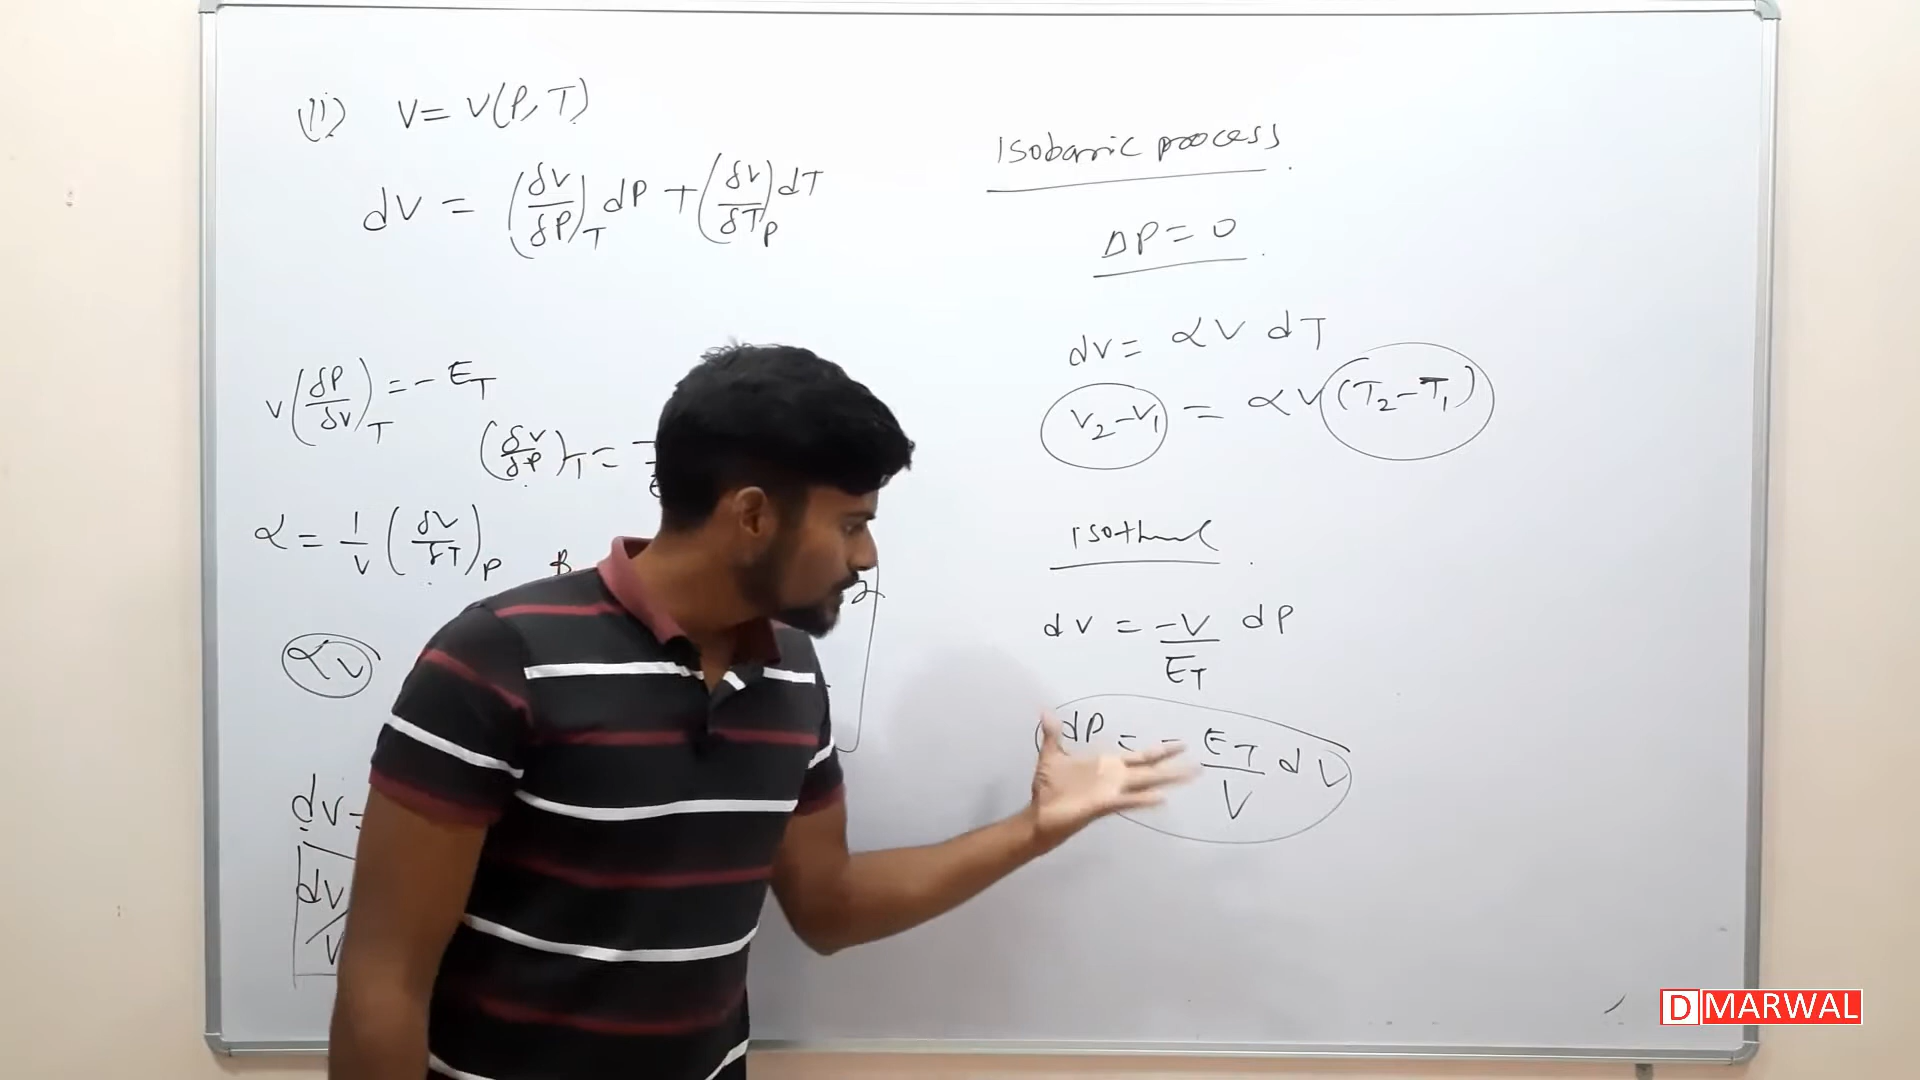 (ii) V = V(P, T)
dV = (δV/δP)_T dP + (δV/δT)_P dT
V (δP/δV)_T = - E_T
(δV/δP)_T =
α = 1/V (δV/δT)_P
αV
dV =
dV/V
Isobaric process
ΔP = 0
dV = αV dT
V₂ - V₁ = αV (T₂ - T₁)
dV = -V/E_T dP
dP = - E_T/V dV
D MARWAL